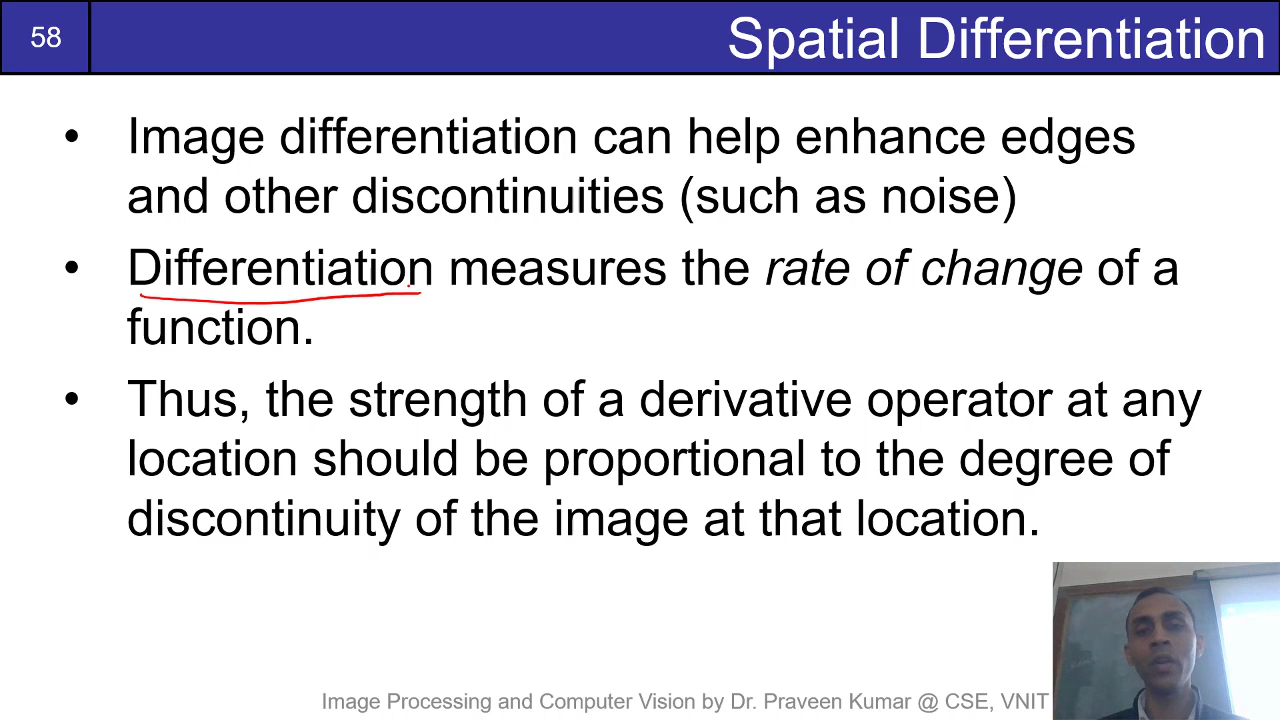 58
Spatial Differentiation
• Image differentiation can help enhance edges
and other discontinuities (such as noise)
• Differentiation measures the rate of change of a
function.
• Thus, the strength of a derivative operator at any
location should be proportional to the degree of
discontinuity of the image at that location.
Image Processing and Computer Vision by Dr. Praveen Kumar @ CSE, VNIT